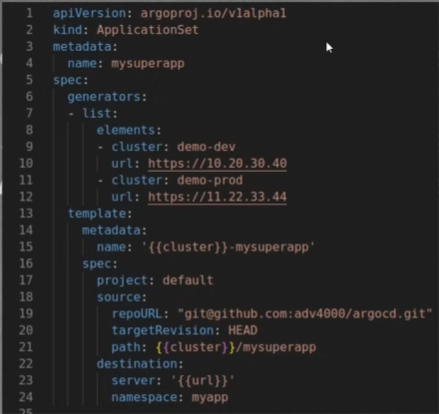 1 apiVersion: argoproj.io/v1alpha1
2 kind: ApplicationSet
3 metadata:
4   name: mysuperapp
5 spec:
6   generators:
7   - list:
8       elements:
9       - cluster: demo-dev
10         url: https://10.20.30.40
11       - cluster: demo-prod
12         url: https://11.22.33.44
13   template:
14     metadata:
15       name: '{{cluster}}-mysuperapp'
16     spec:
17       project: default
18       source:
19         repoURL: "git@github.com:adv4000/argocd.git"
20         targetRevision: HEAD
21         path: {{cluster}}/mysuperapp
22       destination:
23         server: '{{url}}'
24         namespace: myapp
25